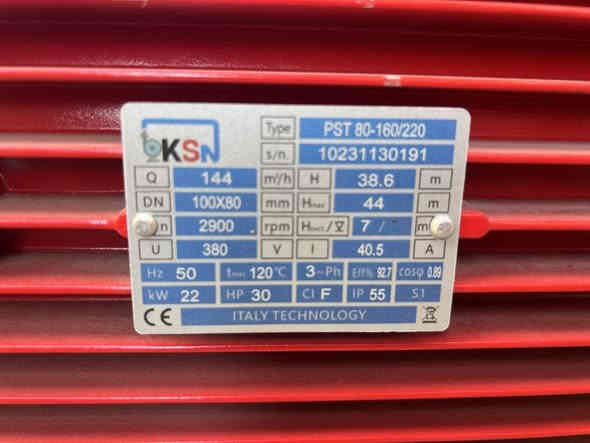 KSN Type PST 80-160/220
s/n. 10231130191
Q 144 m³/h H 38.6 m
DN 100X80 mm Hmax 44 m
n 2900 rpm 7 / m
U 380 V I 40.5 A
Hz 50 tmax 120°C 3~Ph Eff% 92.7 cosφ 0.89
kW 22 HP 30 Cl F IP 55 S1
CE ITALY TECHNOLOGY